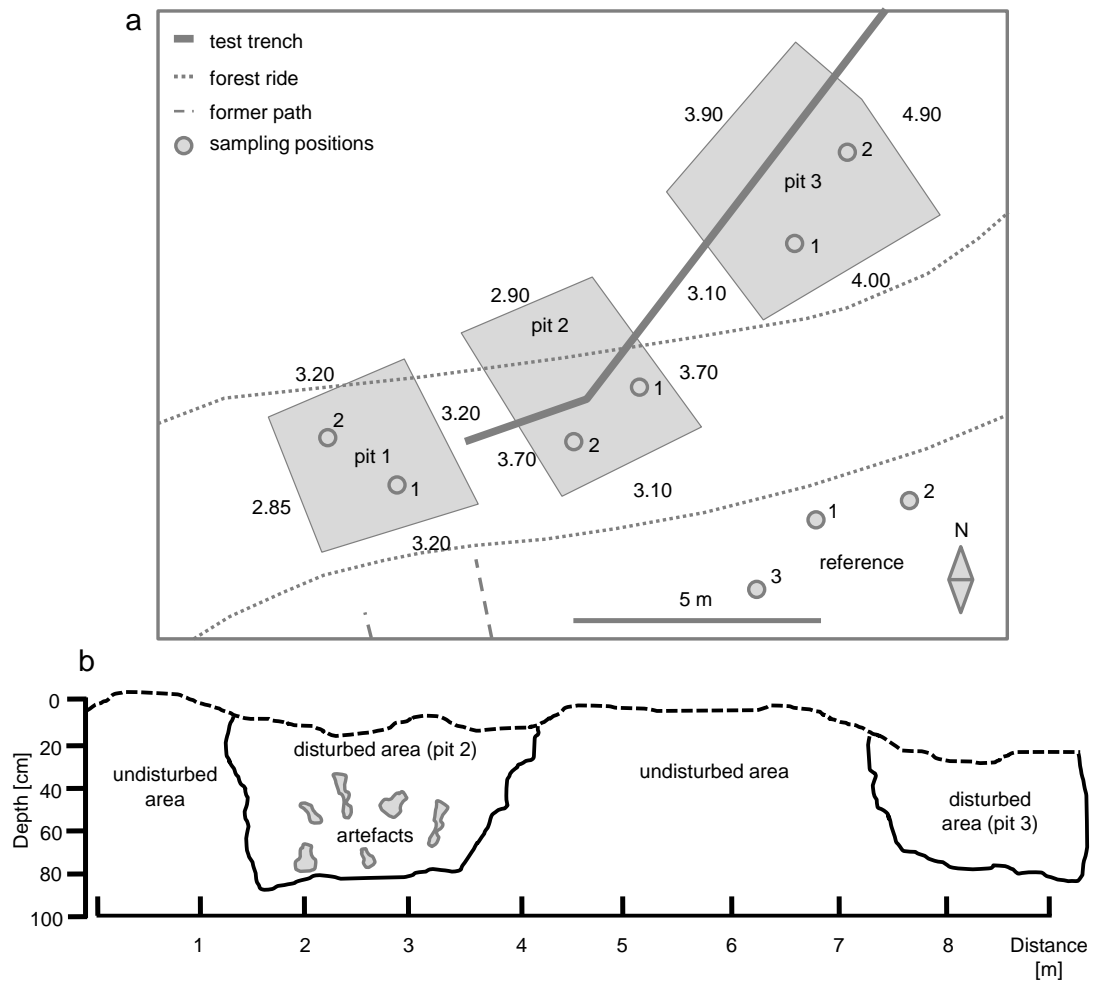 a
test trench
forest ride
former path
sampling positions
3.90
4.90
2
pit 3
1
3.10
4.00
2.90
pit 2
3.20
3.70
1
3.20
2
2
pit 1
3.70
1
3.10
2.85
3.20
2
1
N
reference
3
5 m
b
0
20
40
60
80
100
Depth [cm]
undisturbed
area
disturbed area (pit 2)
artefacts
undisturbed area
disturbed
area (pit 3)
1
2
3
4
5
6
7
8
Distance
[m]